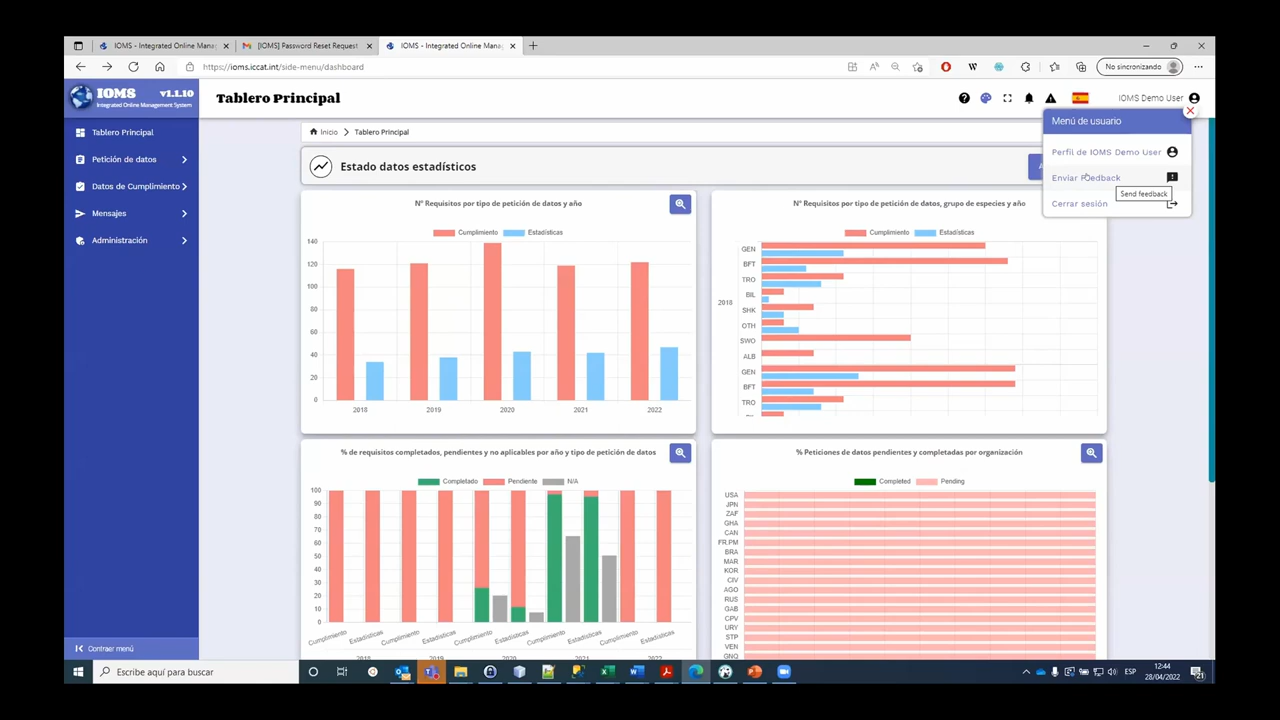 IOMS - Integrated Online Mana
[IOMS] Password Reset Request
IOMS - Integrated Online Mana
https://ioms.iccat.int/side-menu/dashboard
No sincronizando
IOMS v1.1.10
Integrated Online Management System
Tablero Principal
IOMS Demo User
Tablero Principal
Petición de datos
Datos de Cumplimiento
Mensajes
Administración
Contraer menú
Inicio > Tablero Principal
Menú de usuario
Perfil de IOMS Demo User
Enviar Feedback
Send feedback
Cerrar sesión
Estado datos estadísticos
Nº Requisitos por tipo de petición de datos y año
Cumplimiento Estadísticas
140
120
100
80
60
40
20
0
2018 2019 2020 2021 2022
Nº Requisitos por tipo de petición de datos, grupo de especies y año
Cumplimiento Estadísticas
2018
GEN
BFT
TRO
BIL
SHK
OTH
SWO
ALB
GEN
BFT
TRO
% de requisitos completados, pendientes y no aplicables por año y tipo de petición de datos
Completado Pendiente N/A
100
90
80
70
60
50
40
30
20
10
0
Cumplimiento Estadísticas Cumplimiento Estadísticas Cumplimiento Estadísticas Cumplimiento Estadísticas Cumplimiento Estadísticas
2018 2019 2020 2021 2022
% Peticiones de datos pendientes y completadas por organización
Completed Pending
USA
JPN
ZAF
GHA
CAN
FR.PM
BRA
MAR
KOR
CIV
AGO
RUS
GAB
CPV
URY
STP
VEN
GNQ
Escribe aquí para buscar
ESP
12:44
28/04/2022
21